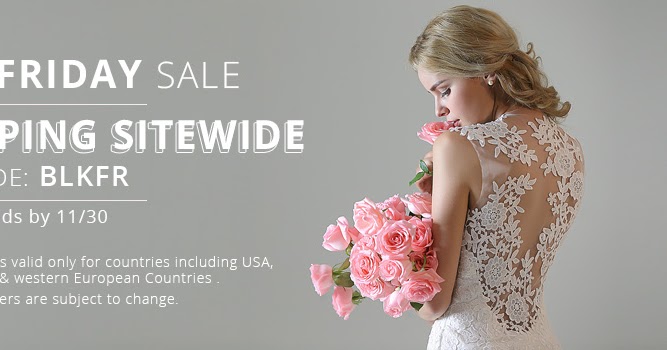 FRIDAY SALE
PING SITEWIDE
DE: BLKFR
ds by 11/30
s valid only for countries including USA,
& western European Countries .
ers are subject to change.